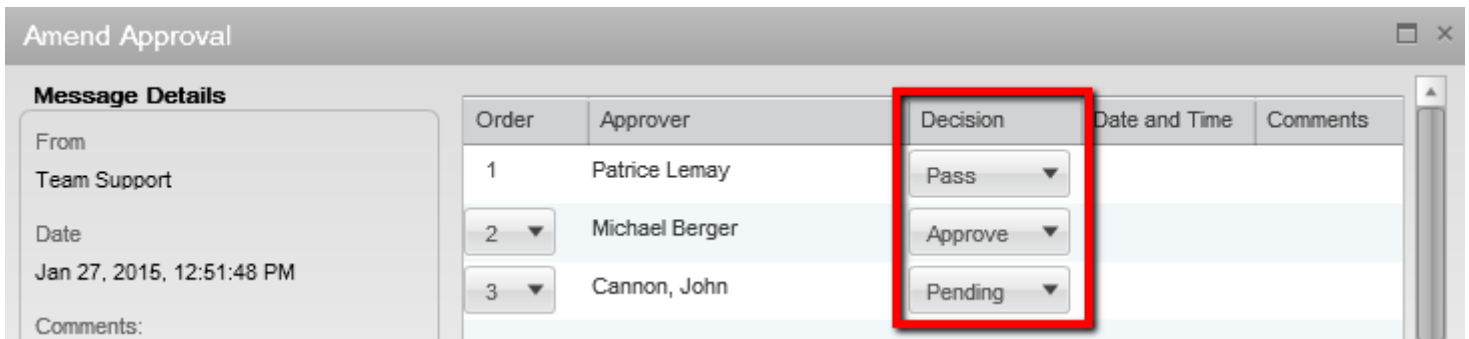 Amend Approval
Message Details
From
Team Support
Date
Jan 27, 2015, 12:51:48 PM
Comments:
Order Approver Decision Date and Time Comments
1 Patrice Lemay Pass
2 Michael Berger Approve
3 Cannon, John Pending